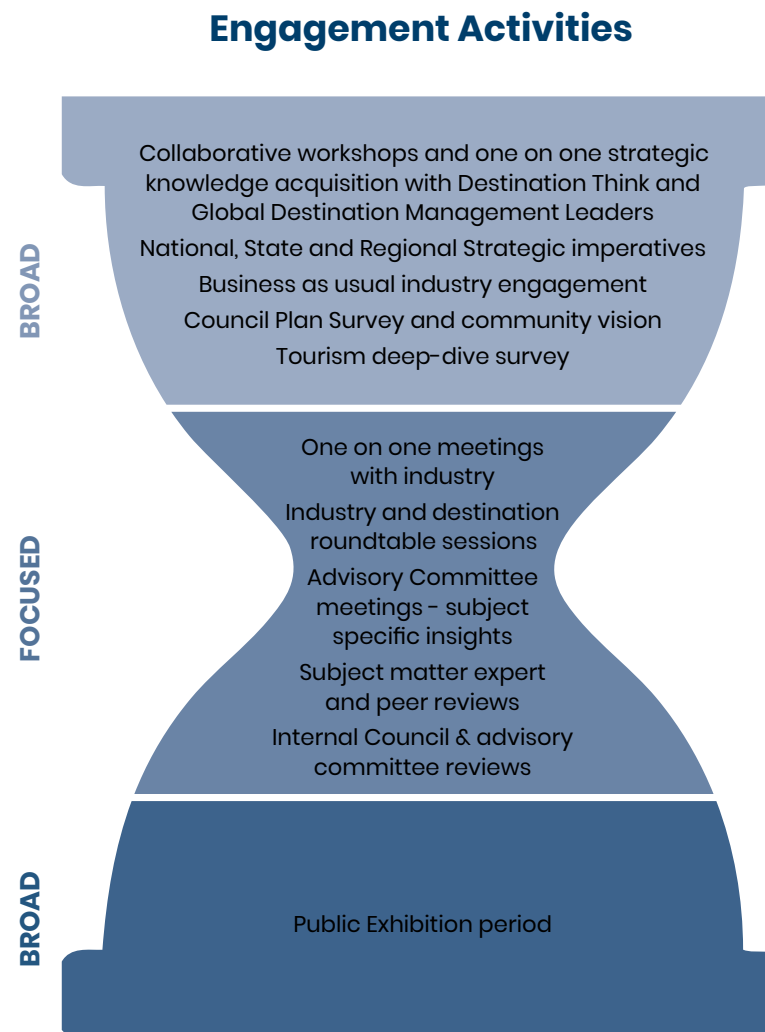 Engagement Activities
BROAD
Collaborative workshops and one on one strategic
knowledge acquisition with Destination Think and
Global Destination Management Leaders
National, State and Regional Strategic imperatives
Business as usual industry engagement
Council Plan Survey and community vision
Tourism deep-dive survey
FOCUSED
One on one meetings
with industry
Industry and destination
roundtable sessions
Advisory Committee
meetings - subject
specific insights
Subject matter expert
and peer reviews
Internal Council & advisory
committee reviews
BROAD
Public Exhibition period